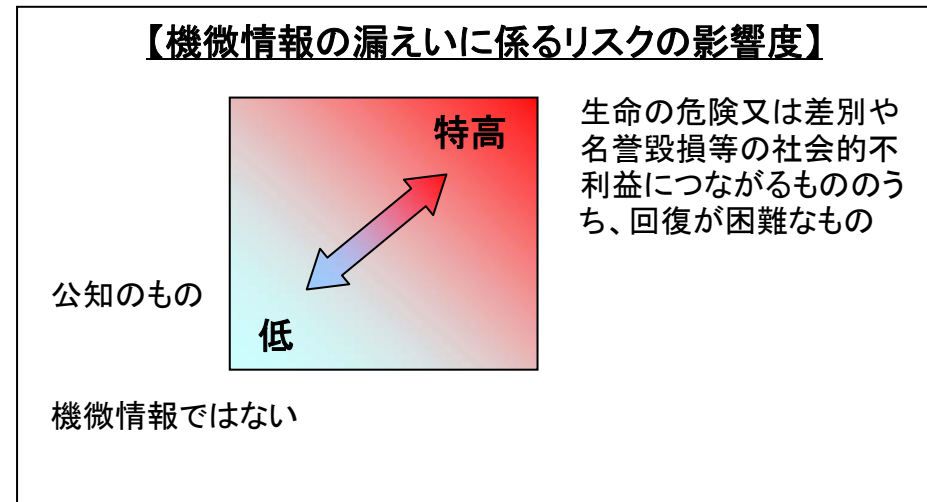 【機微情報の漏えいに係るリスクの影響度】
特高
生命の危険又は差別や
名誉毀損等の社会的不
利益につながるもののう
ち、回復が困難なもの
公知のもの
低
機微情報ではない